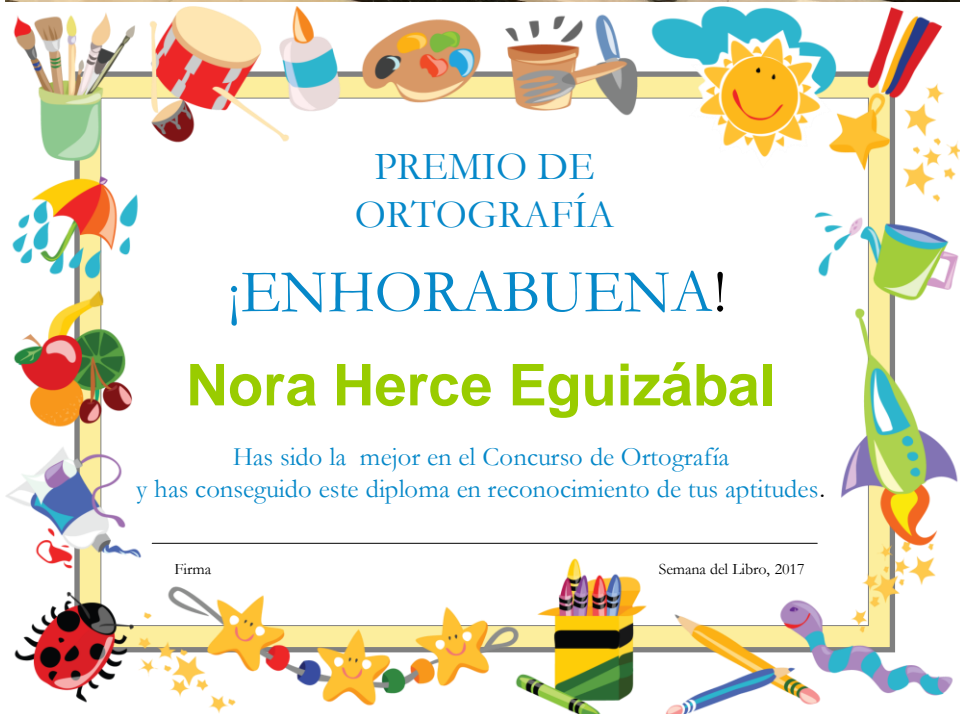 PREMIO DE
ORTOGRAFÍA
¡ENHORABUENA!
Nora Herce Eguizábal
Has sido la  mejor en el Concurso de Ortografía
y has conseguido este diploma en reconocimiento de tus aptitudes.
Firma Semana del Libro, 2017